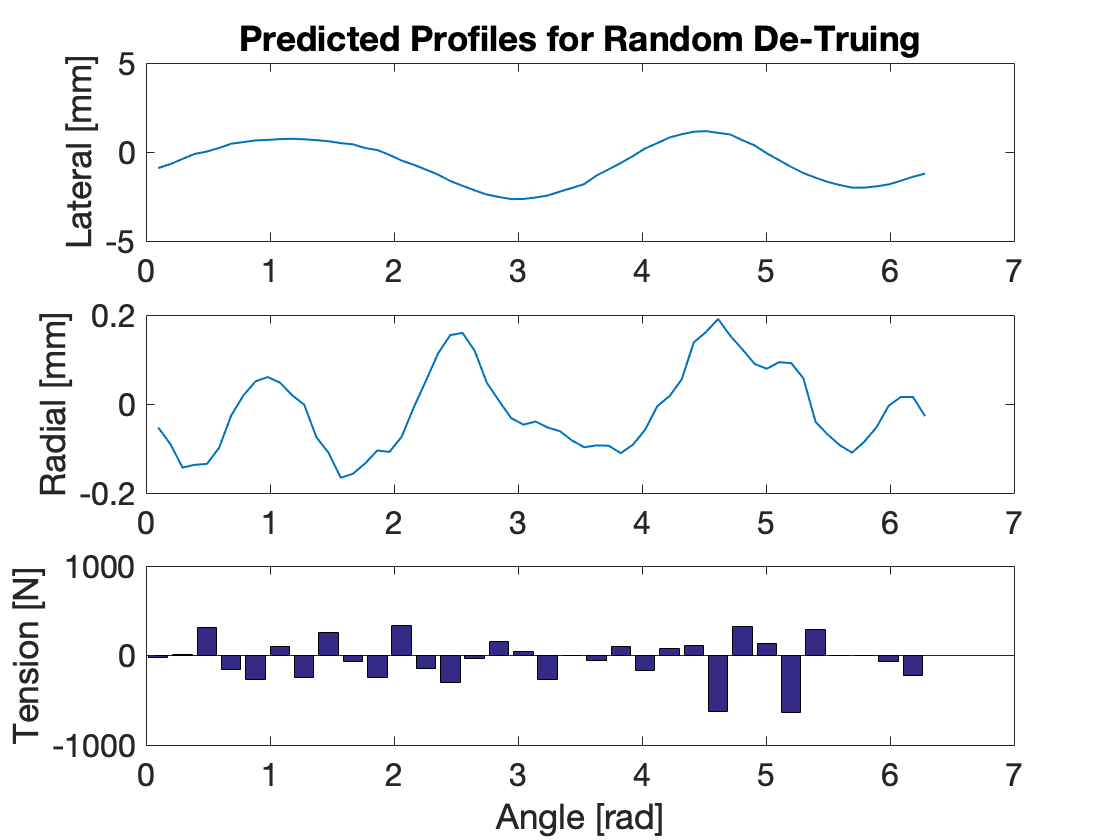 Predicted Profiles for Random De-Truing
Lateral [mm]
5
0
-5
0 1 2 3 4 5 6 7
Radial [mm]
0.2
0
-0.2
0 1 2 3 4 5 6 7
Tension [N]
1000
0
-1000
0 1 2 3 4 5 6 7
Angle [rad]